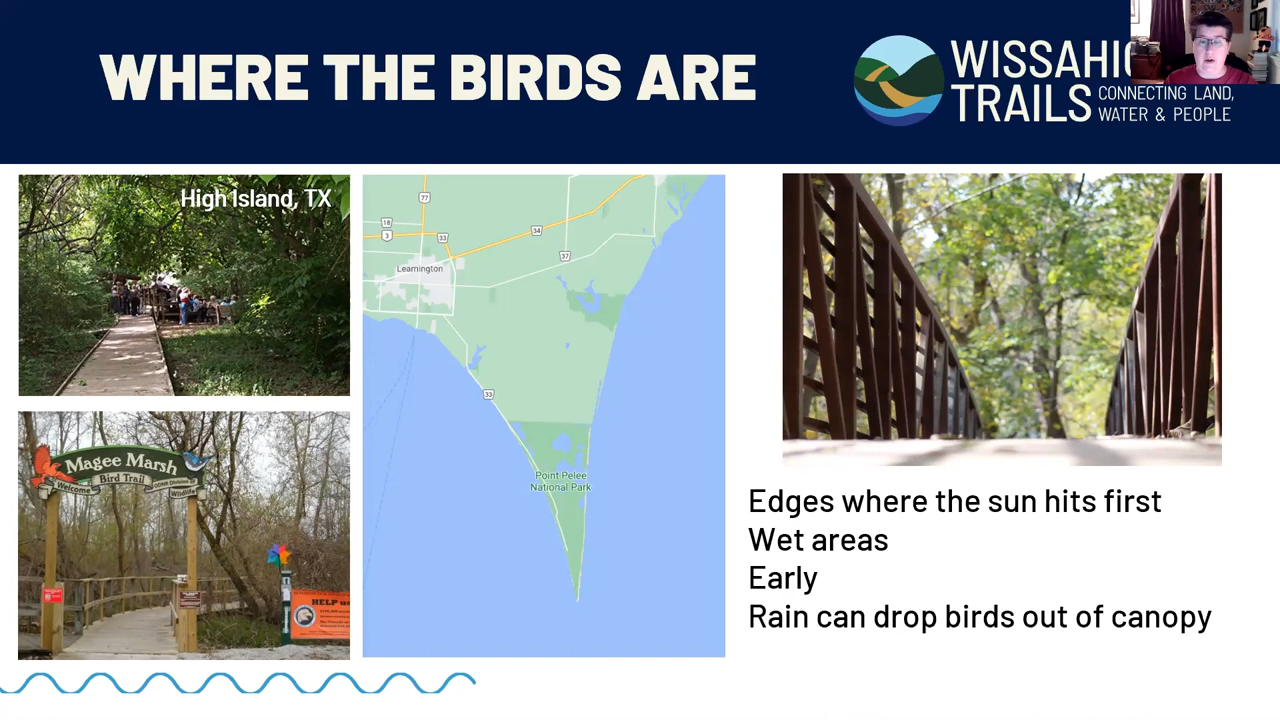 WHERE THE BIRDS ARE
TRAILS
CONNECTING LAND,
WATER & PEOPLE
High Island, TX
77
18
3
33
34
37
Leamington
33
Point Pelee
National Park
Magee Marsh
Bird Trail
Welcome
Wildlife
HELP
Edges where the sun hits first
Wet areas
Early
Rain can drop birds out of canopy